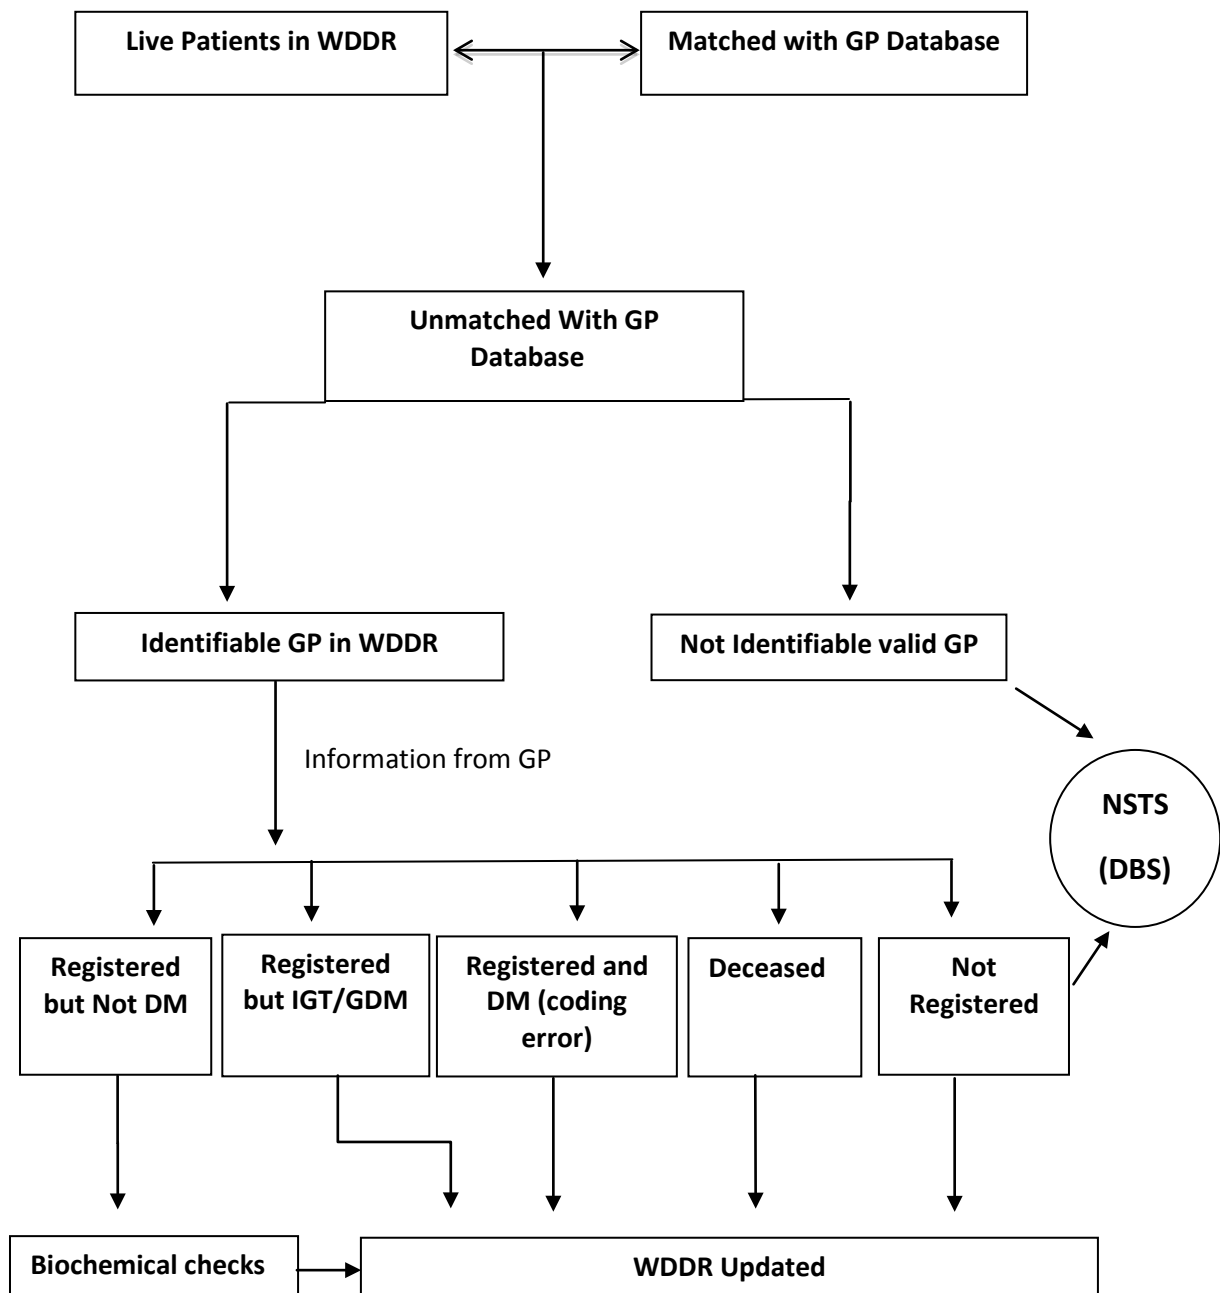 Live Patients in WDDR
Matched with GP Database
Unmatched With GP
Database
Identifiable GP in WDDR
Not Identifiable valid GP
Information from GP
NSTS
(DBS)
Registered
but Not DM
Registered
but IGT/GDM
Registered and
DM (coding
error)
Deceased
Not
Registered
Biochemical checks
WDDR Updated